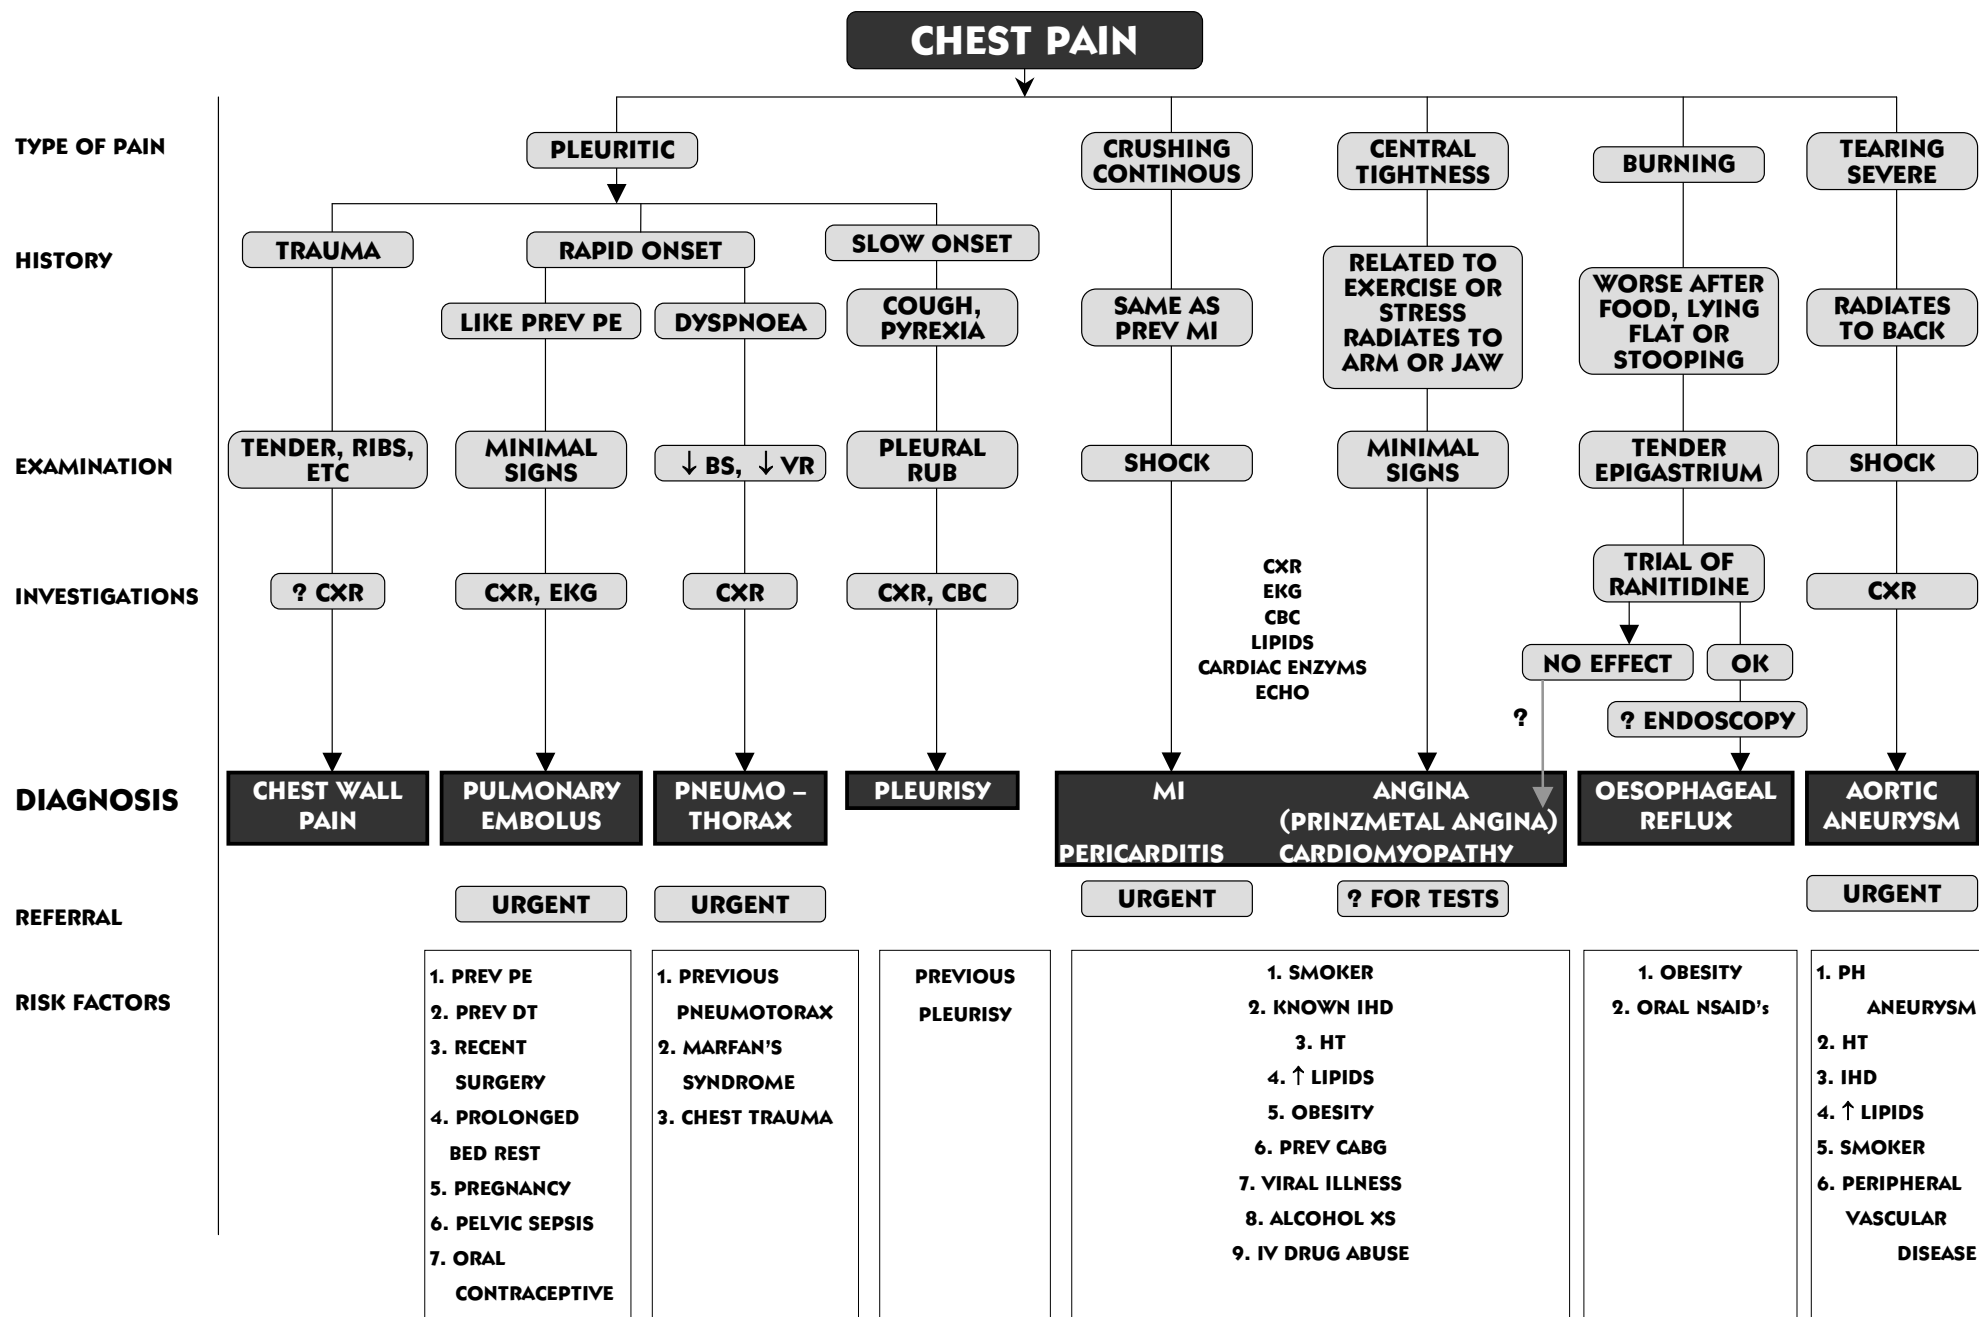 CHEST PAIN
TYPE OF PAIN
PLEURITIC
CRUSHING
CONTINOUS
CENTRAL
TIGHTNESS
BURNING
TEARING
SEVERE
HISTORY
TRAUMA
RAPID ONSET
SLOW ONSET
LIKE PREV PE
DYSPNOEA
COUGH,
PYREXIA
SAME AS
PREV MI
RELATED TO
EXERCISE OR
STRESS
RADIATES TO
ARM OR JAW
WORSE AFTER
FOOD, LYING
FLAT OR
STOOPING
RADIATES
TO BACK
EXAMINATION
TENDER, RIBS,
ETC
MINIMAL
SIGNS
↓ BS, ↓ VR
PLEURAL
RUB
SHOCK
MINIMAL
SIGNS
TENDER
EPIGASTRIUM
SHOCK
INVESTIGATIONS
? CXR
CXR, EKG
CXR
CXR, CBC
CXR
EKG
CBC
LIPIDS
CARDIAC ENZYMS
ECHO
TRIAL OF
RANITIDINE
CXR
NO EFFECT
OK
?
? ENDOSCOPY
DIAGNOSIS
CHEST WALL
PAIN
PULMONARY
EMBOLUS
PNEUMO –
THORAX
PLEURISY
MI
PERICARDITIS
ANGINA
(PRINZMETAL ANGINA)
CARDIOMYOPATHY
OESOPHAGEAL
REFLUX
AORTIC
ANEURYSM
REFERRAL
URGENT
URGENT
URGENT
? FOR TESTS
URGENT
RISK FACTORS
1. PREV PE
2. PREV DT
3. RECENT
SURGERY
4. PROLONGED
BED REST
5. PREGNANCY
6. PELVIC SEPSIS
7. ORAL
CONTRACEPTIVE
1. PREVIOUS
PNEUMOTORAX
2. MARFAN'S
SYNDROME
3. CHEST TRAUMA
PREVIOUS
PLEURISY
1. SMOKER
2. KNOWN IHD
3. HT
4. ↑ LIPIDS
5. OBESITY
6. PREV CABG
7. VIRAL ILLNESS
8. ALCOHOL XS
9. IV DRUG ABUSE
1. OBESITY
2. ORAL NSAID's
1. PH
ANEURYSM
2. HT
3. IHD
4. ↑ LIPIDS
5. SMOKER
6. PERIPHERAL
VASCULAR
DISEASE